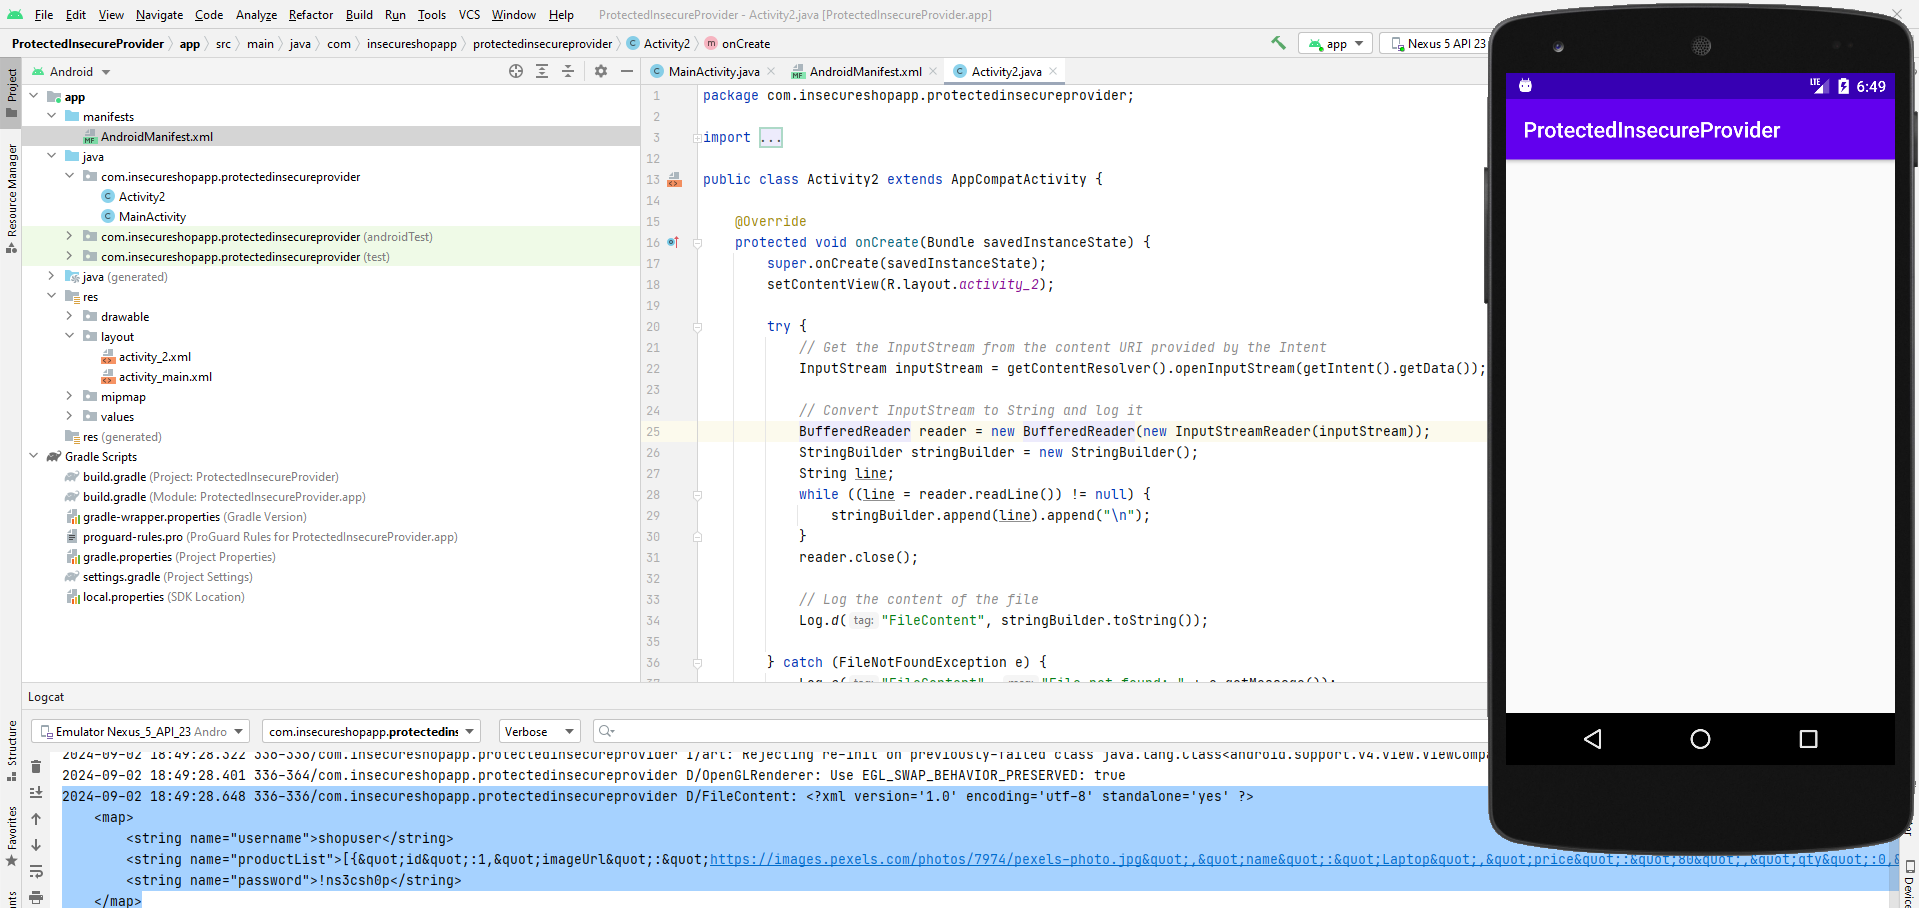 File Edit View Navigate Code Analyze Refactor Build Run Tools VCS Window Help ProtectedInsecureProvider - Activity2.java [ProtectedInsecureProvider.app]
ProtectedInsecureProvider app src main java com insecureshopapp protectedinsecureprovider Activity2 onCreate app Nexus 5 API 23
Android
MainActivity.java AndroidManifest.xml Activity2.java
Project
Resource Manager
Structure
Favorites
app
manifests
AndroidManifest.xml
java
com.insecureshopapp.protectedinsecureprovider
Activity2
MainActivity
com.insecureshopapp.protectedinsecureprovider (androidTest)
com.insecureshopapp.protectedinsecureprovider (test)
java (generated)
res
drawable
layout
activity_2.xml
activity_main.xml
mipmap
values
res (generated)
Gradle Scripts
build.gradle (Project: ProtectedInsecureProvider)
build.gradle (Module: ProtectedInsecureProvider.app)
gradle-wrapper.properties (Gradle Version)
proguard-rules.pro (ProGuard Rules for ProtectedInsecureProvider.app)
gradle.properties (Project Properties)
settings.gradle (Project Settings)
local.properties (SDK Location)
1 package com.insecureshopapp.protectedinsecureprovider;
2
3 import ...
12
13 public class Activity2 extends AppCompatActivity {
14
15 @Override
16 protected void onCreate(Bundle savedInstanceState) {
17 super.onCreate(savedInstanceState);
18 setContentView(R.layout.activity_2);
19
20 try {
21 // Get the InputStream from the content URI provided by the Intent
22 InputStream inputStream = getContentResolver().openInputStream(getIntent().getData());
23
24 // Convert InputStream to String and log it
25 BufferedReader reader = new BufferedReader(new InputStreamReader(inputStream));
26 StringBuilder stringBuilder = new StringBuilder();
27 String line;
28 while ((line = reader.readLine()) != null) {
29 stringBuilder.append(line).append("\n");
30 }
31 reader.close();
32
33 // Log the content of the file
34 Log.d( tag: "FileContent", stringBuilder.toString());
35
36 } catch (FileNotFoundException e) {
LTE 6:49
ProtectedInsecureProvider
Logcat
Emulator Nexus_5_API_23 Andro com.insecureshopapp.protectedins Verbose
2024-09-02 18:49:28.322 336-336/com.insecureshopapp.protectedinsecureprovider I/art: Rejecting re-init on previously-failed class java.lang.Class<android.support.v4.view.ViewCompa
2024-09-02 18:49:28.401 336-364/com.insecureshopapp.protectedinsecureprovider D/OpenGLRenderer: Use EGL_SWAP_BEHAVIOR_PRESERVED: true
2024-09-02 18:49:28.648 336-336/com.insecureshopapp.protectedinsecureprovider D/FileContent: <?xml version='1.0' encoding='utf-8' standalone='yes' ?>
<map>
<string name="username">shopuser</string>
<string name="productList">[{&quot;id&quot;:1,&quot;imageUrl&quot;:&quot;https://images.pexels.com/photos/7974/pexels-photo.jpg&quot;,&quot;name&quot;:&quot;Laptop&quot;,&quot;price&quot;:&quot;80&quot;,&quot;qty&quot;:0,&
<string name="password">!ns3csh0p</string>
</map>